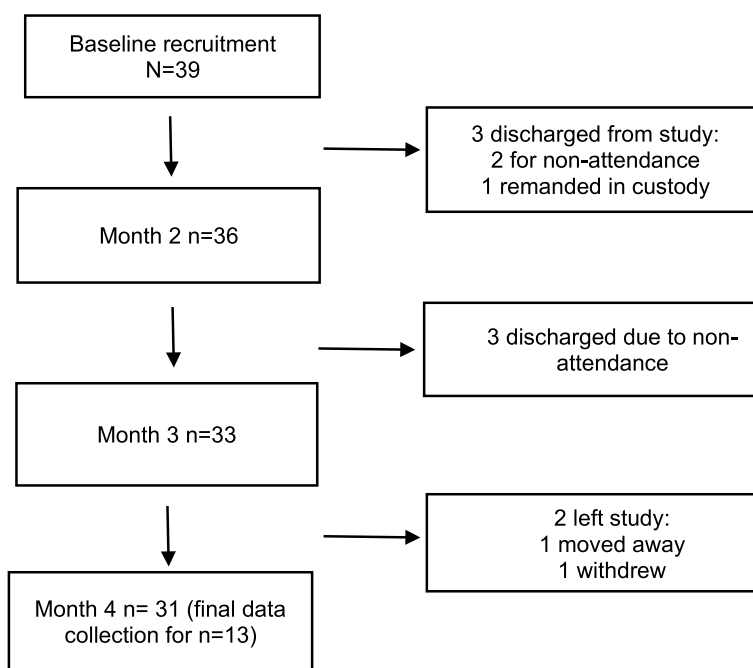 Baseline recruitment
N=39
3 discharged from study:
2 for non-attendance
1 remanded in custody
Month 2 n=36
3 discharged due to non-
attendance
Month 3 n=33
2 left study:
1 moved away
1 withdrew
Month 4 n= 31 (final data
collection for n=13)